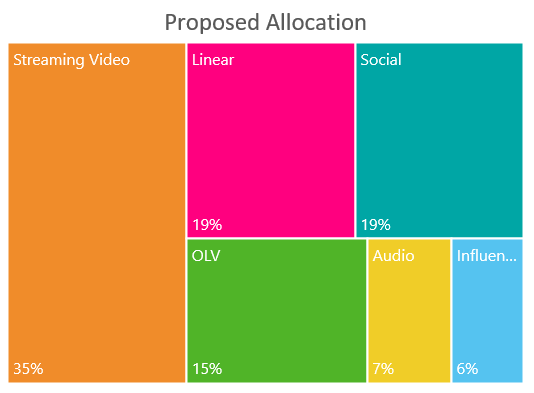 Proposed Allocation
Streaming Video
35%
Linear
19%
Social
19%
OLV
15%
Audio
7%
Influen...
6%